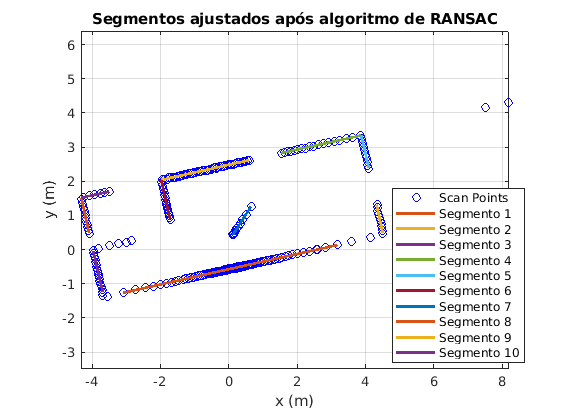 Segmentos ajustados após algoritmo de RANSAC
6
5
4
3
2
1
0
-1
-2
-3
y (m)
-4 -2 0 2 4 6 8
x (m)
Scan Points
Segmento 1
Segmento 2
Segmento 3
Segmento 4
Segmento 5
Segmento 6
Segmento 7
Segmento 8
Segmento 9
Segmento 10